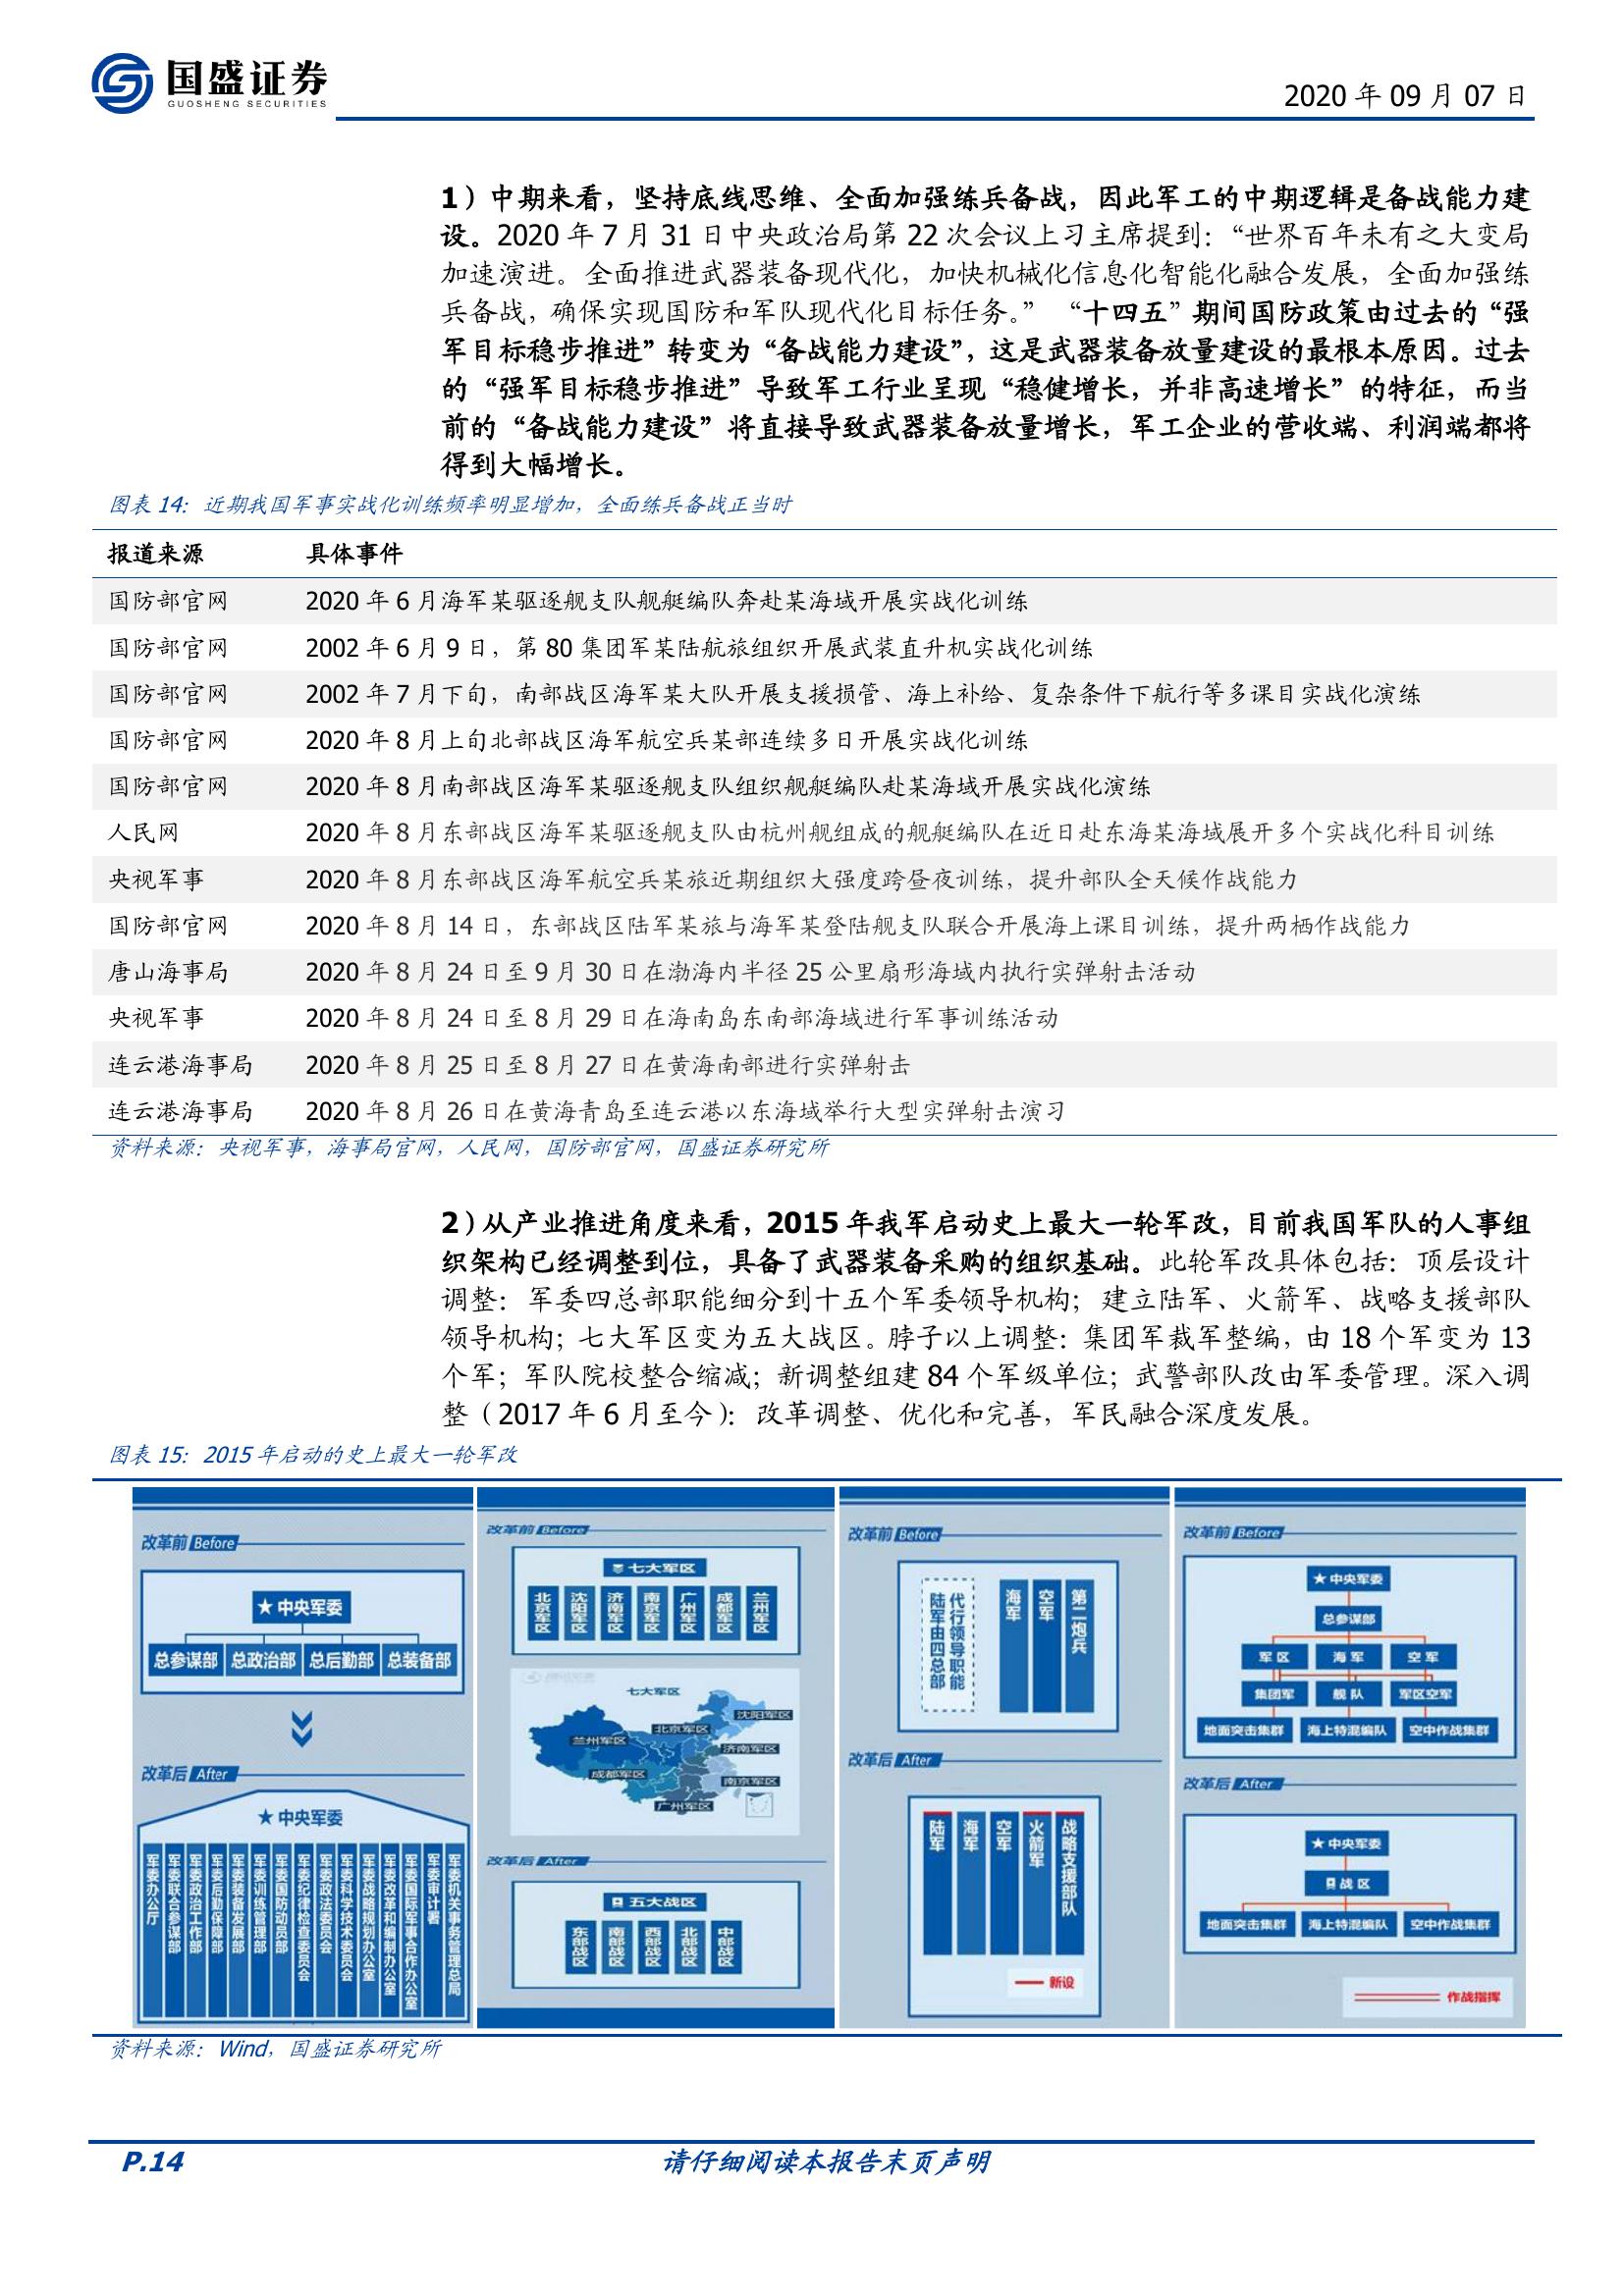 国盛证券
GUOSHENG SECURITIES
2020 年 09 月 07 日
1）中期来看，坚持底线思维、全面加强练兵备战，因此军工的中期逻辑是备战能力建
设。2020 年 7 月 31 日中央政治局第 22 次会议上习主席提到：“世界百年未有之大变局
加速演进。全面推进武器装备现代化，加快机械化信息化智能化融合发展，全面加强练
兵备战，确保实现国防和军队现代化目标任务。” “十四五”期间国防政策由过去的“强
军目标稳步推进”转变为“备战能力建设”，这是武器装备放量建设的最根本原因。过去
的“强军目标稳步推进”导致军工行业呈现“稳健增长，并非高速增长”的特征，而当
前的“备战能力建设”将直接导致武器装备放量增长，军工企业的营收端、利润端都将
得到大幅增长。
图表 14：近期我国军事实战化训练频率明显增加，全面练兵备战正当时
报道来源 具体事件
国防部官网 2020 年 6 月海军某驱逐舰支队舰艇编队奔赴某海域开展实战化训练
国防部官网 2002 年 6 月 9 日，第 80 集团军某陆航旅组织开展武装直升机实战化训练
国防部官网 2002 年 7 月下旬，南部战区海军某大队开展支援损管、海上补给、复杂条件下航行等多课目实战化演练
国防部官网 2020 年 8 月上旬北部战区海军航空兵某部连续多日开展实战化训练
国防部官网 2020 年 8 月南部战区海军某驱逐舰支队组织舰艇编队赴某海域开展实战化演练
人民网 2020 年 8 月东部战区海军某驱逐舰支队由杭州舰组成的舰艇编队在近日赴东海某海域展开多个实战化科目训练
央视军事 2020 年 8 月东部战区海军航空兵某旅近期组织大强度跨昼夜训练，提升部队全天候作战能力
国防部官网 2020 年 8 月 14 日，东部战区陆军某旅与海军某登陆舰支队联合开展海上课目训练，提升两栖作战能力
唐山海事局 2020 年 8 月 24 日至 9 月 30 日在渤海内半径 25 公里扇形海域内执行实弹射击活动
央视军事 2020 年 8 月 24 日至 8 月 29 日在海南岛东南部海域进行军事训练活动
连云港海事局 2020 年 8 月 25 日至 8 月 27 日在黄海南部进行实弹射击
连云港海事局 2020 年 8 月 26 日在黄海青岛至连云港以东海域举行大型实弹射击演习
资料来源：央视军事，海事局官网，人民网，国防部官网，国盛证券研究所
2）从产业推进角度来看，2015 年我军启动史上最大一轮军改，目前我国军队的人事组
织架构已经调整到位，具备了武器装备采购的组织基础。此轮军改具体包括：顶层设计
调整：军委四总部职能细分到十五个军委领导机构；建立陆军、火箭军、战略支援部队
领导机构；七大军区变为五大战区。脖子以上调整：集团军裁军整编，由 18 个军变为 13
个军；军队院校整合缩减；新调整组建 84 个军级单位；武警部队改由军委管理。深入调
整（2017 年 6 月至今）：改革调整、优化和完善，军民融合深度发展。
图表 15：2015 年启动的史上最大一轮军改
改革前 Before
★ 中央军委
总参谋部 总政治部 总后勤部 总装备部
改革后 After
★ 中央军委
军委办公厅
军委联合参谋部
军委政治工作部
军委后勤保障部
军委装备发展部
军委训练管理部
军委国防动员部
军委纪律检查委员会
军委政法委员会
军委科学技术委员会
军委战略规划办公室
军委改革和编制办公室
军委国际军事合作办公室
军委审计署
军委机关事务管理总局
改革前 Before
七大军区
北京军区
沈阳军区
济南军区
南京军区
广州军区
成都军区
兰州军区
七大军区
沈阳军区
北京军区
兰州军区
济南军区
成都军区
南京军区
广州军区
改革后 After
五大战区
东部战区
南部战区
西部战区
北部战区
中部战区
改革前 Before
陆军由四总部
代行领导职能
海军
空军
第二炮兵
改革后 After
陆军
海军
空军
火箭军
战略支援部队
新设
改革前 Before
★ 中央军委
总参谋部
军区 海军 空军
集团军 舰队 军区空军
地面突击集群 海上特混编队 空中作战集群
改革后 After
★ 中央军委
战区
地面突击集群 海上特混编队 空中作战集群
作战指挥
资料来源：Wind，国盛证券研究所
P.14
请仔细阅读本报告末页声明